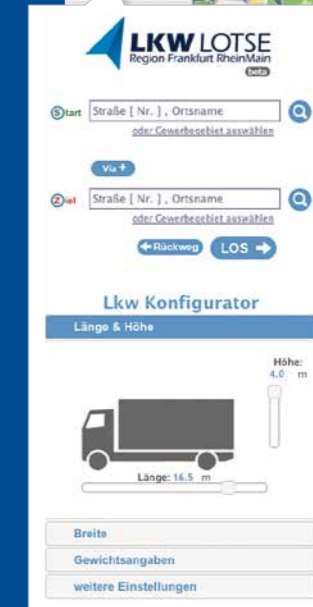 LKW LOTSE
Region Frankfurt RheinMain
beta
Start Straße [ Nr. ] , Ortsname
oder Gewerbegebiet auswählen
Via +
Ziel Straße [ Nr. ] , Ortsname
oder Gewerbegebiet auswählen
Rückweg LOS
Lkw Konfigurator
Länge & Höhe
Höhe:
4.0 m
Länge: 16.5 m
Breite
Gewichtsangaben
weitere Einstellungen